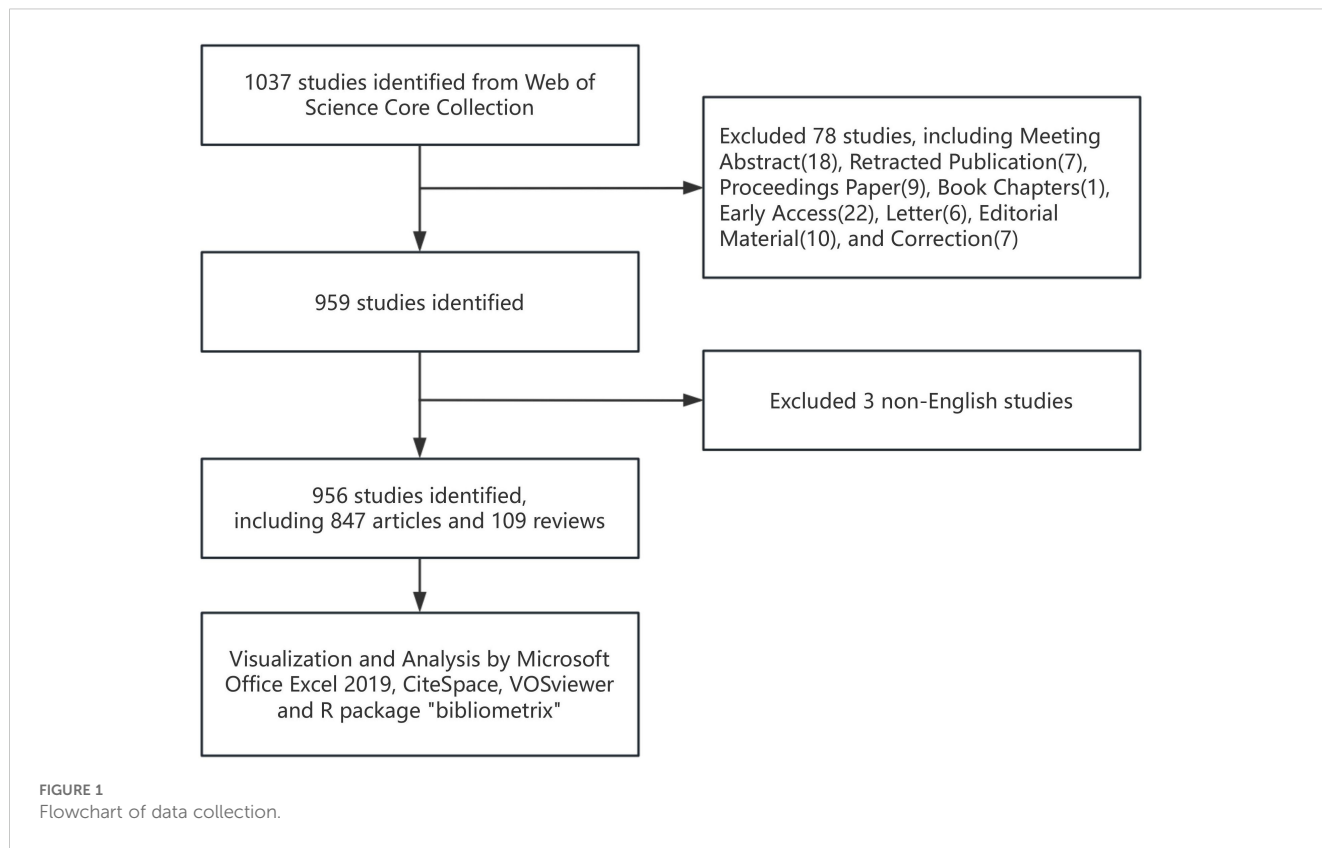 1037 studies identified from Web of
Science Core Collection
Excluded 78 studies, including Meeting
Abstract(18), Retracted Publication(7),
Proceedings Paper(9), Book Chapters(1),
Early Access(22), Letter(6), Editorial
Material(10), and Correction(7)
959 studies identified
Excluded 3 non-English studies
956 studies identified,
including 847 articles and 109 reviews
Visualization and Analysis by Microsoft
Office Excel 2019, CiteSpace, VOSviewer
and R package "bibliometrix"
FIGURE 1
Flowchart of data collection.